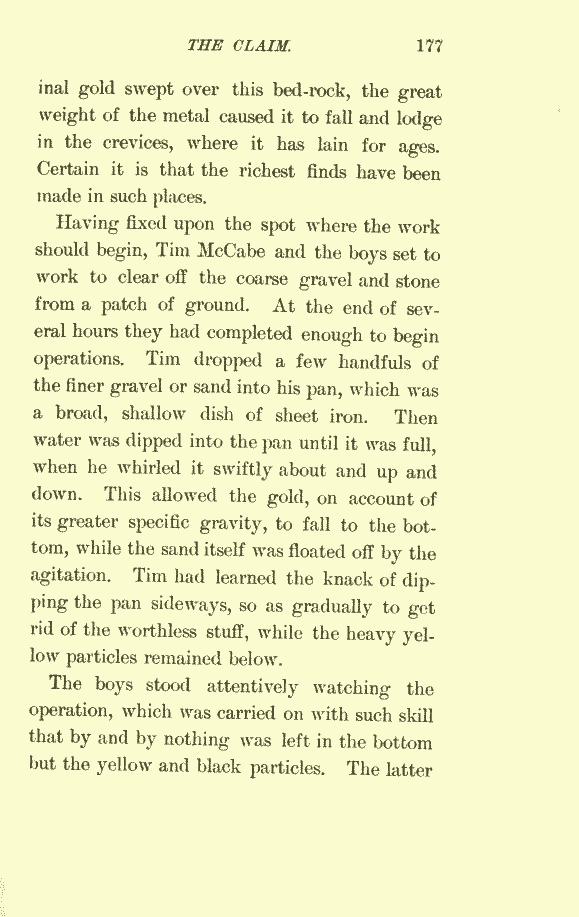 THE CLAIM. 177
inal gold swept over this bed-rock, the great
weight of the metal caused it to fall and lodge
in the crevices, where it has lain for ages.
Certain it is that the richest finds have been
made in such places.
Having fixed upon the spot where the work
should begin, Tim McCabe and the boys set to
work to clear off the coarse gravel and stone
from a patch of ground. At the end of sev-
eral hours they had completed enough to begin
operations. Tim dropped a few handfuls of
the finer gravel or sand into his pan, which was
a broad, shallow dish of sheet iron. Then
water was dipped into the pan until it was full,
when he whirled it swiftly about and up and
down. This allowed the gold, on account of
its greater specific gravity, to fall to the bot-
tom, while the sand itself was floated off by the
agitation. Tim had learned the knack of dip-
ping the pan sideways, so as gradually to get
rid of the worthless stuff, while the heavy yel-
low particles remained below.
The boys stood attentively watching the
operation, which was carried on with such skill
that by and by nothing was left in the bottom
but the yellow and black particles. The latter